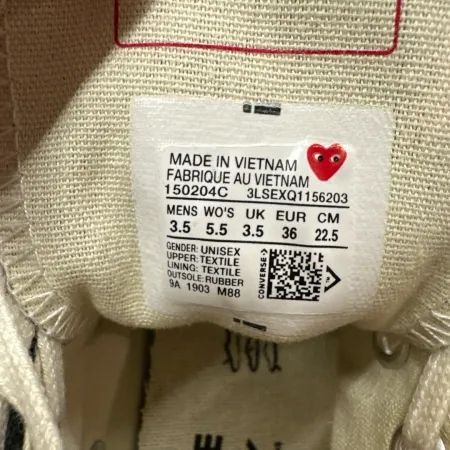 MADE IN VIETNAM
FABRIQUE AU VIETNAM
150204C 3LSEXQ1156203
MENS WO'S UK EUR CM
3.5 5.5 3.5 36 22.5
GENDER: UNISEX
UPPER: TEXTILE
LINING: TEXTILE
OUTSOLE: RUBBER
9A 1903 M88
CONVERSE